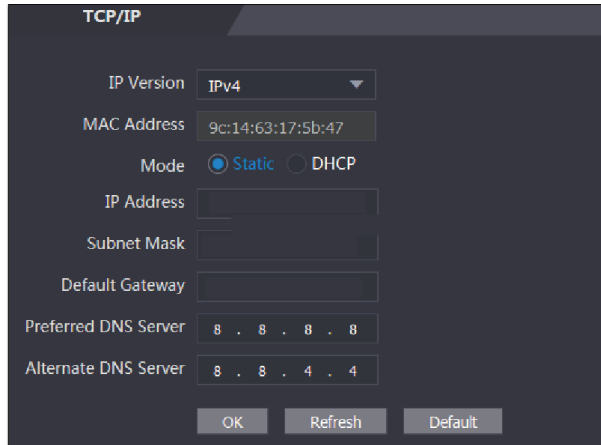 TCP/IP
IP Version IPv4
MAC Address 9c:14:63:17:5b:47
Mode Static DHCP
IP Address
Subnet Mask
Default Gateway
Preferred DNS Server 8 . 8 . 8 . 8
Alternate DNS Server 8 . 8 . 4 . 4
OK Refresh Default